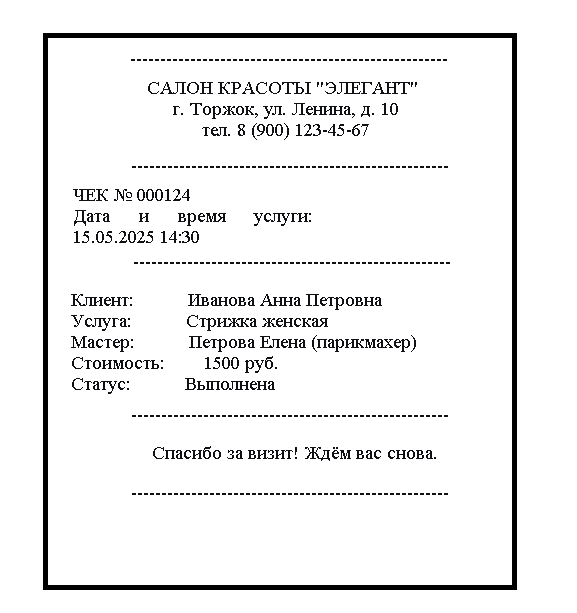 -----------------------------------------------------
САЛОН КРАСОТЫ "ЭЛЕГАНТ"
г. Торжок, ул. Ленина, д. 10
тел. 8 (900) 123-45-67
-----------------------------------------------------
ЧЕК № 000124
Дата и время услуги:
15.05.2025 14:30
-----------------------------------------------------
Клиент: Иванова Анна Петровна
Услуга: Стрижка женская
Мастер: Петрова Елена (парикмахер)
Стоимость: 1500 руб.
Статус: Выполнена
-----------------------------------------------------
Спасибо за визит! Ждём вас снова.
-----------------------------------------------------